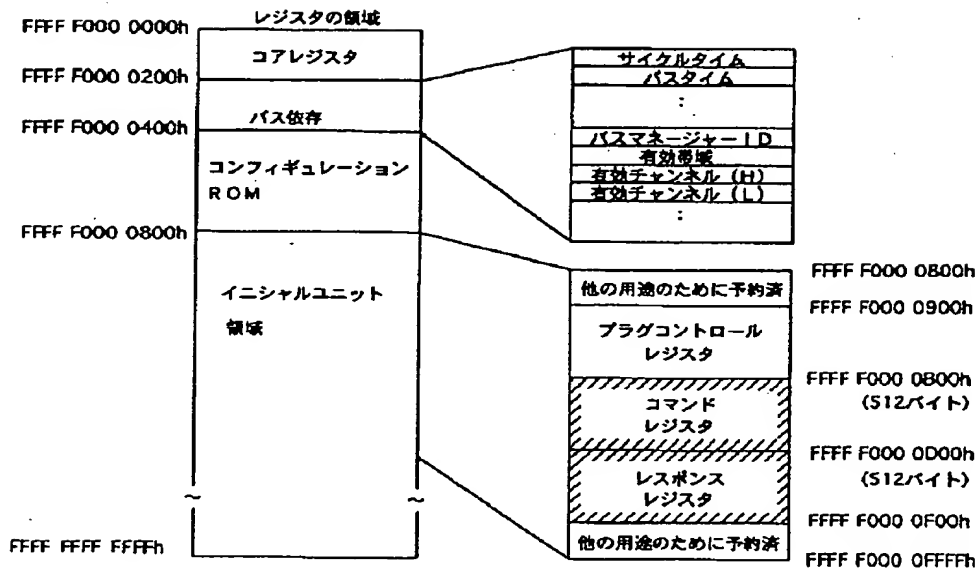 レジスタの領域
FFFF F000 0000h
コアレジスタ
FFFF F000 0200h
バス依存
FFFF F000 0400h
コンフィギュレーション
ROM
FFFF F000 0800h
イニシャルユニット
領域
~
~
FFFF FFFF FFFFh
サイクルタイム
バスタイム
:
バスマネージャーID
有効帯域
有効チャンネル (H)
有効チャンネル (L)
:
FFFF F000 0800h
他の用途のために予約済
FFFF F000 0900h
プラグコントロール
レジスタ
FFFF F000 0B00h
(512バイト)
コマンド
レジスタ
FFFF F000 0D00h
(512バイト)
レスポンス
レジスタ
FFFF F000 0F00h
他の用途のために予約済
FFFF F000 0FFFFh